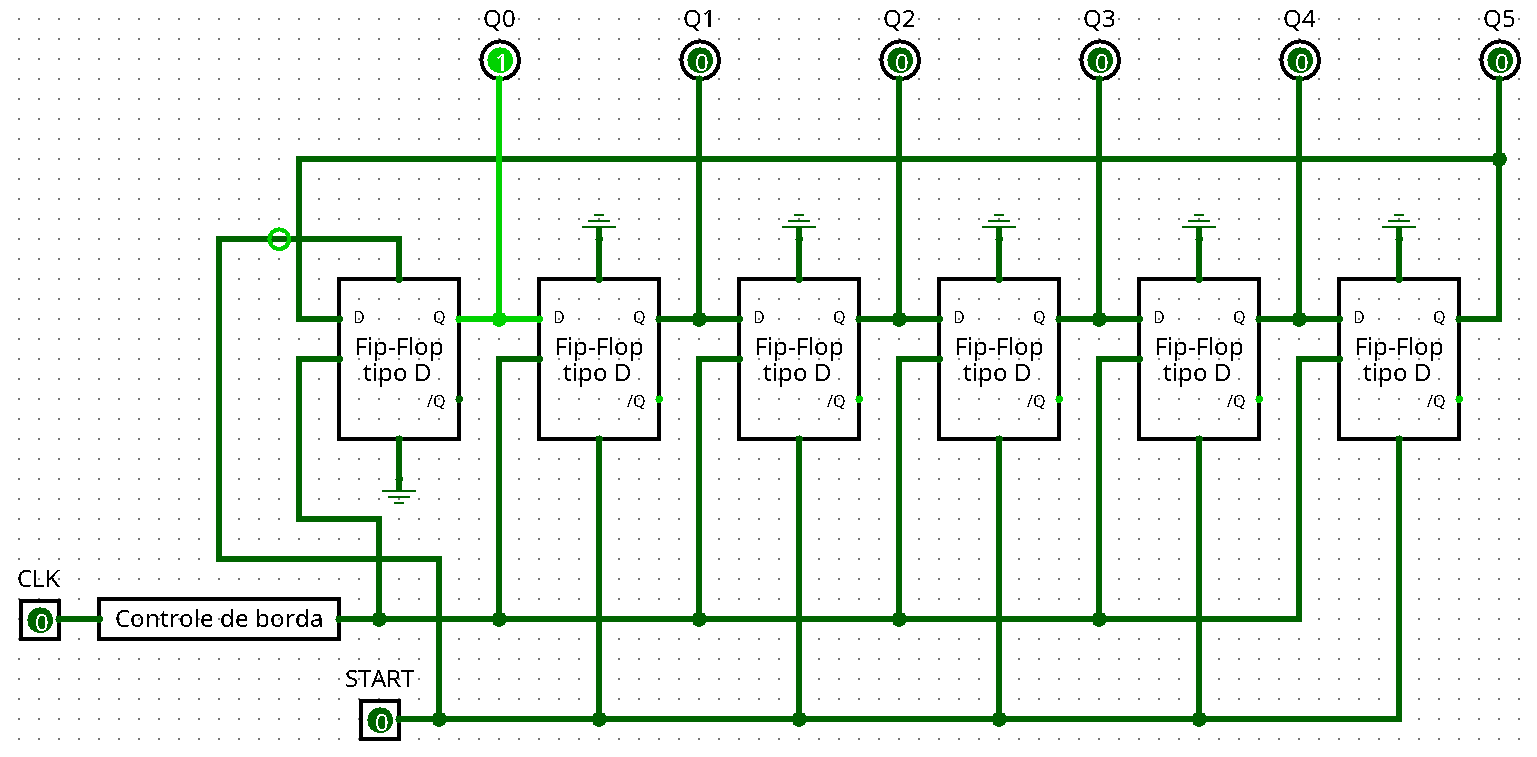 Q0 Q1 Q2 Q3 Q4 Q5
1 0 0 0 0 0
D Q D Q D Q D Q D Q D Q
Fip-Flop Fip-Flop Fip-Flop Fip-Flop Fip-Flop Fip-Flop
tipo D tipo D tipo D tipo D tipo D tipo D
/Q /Q /Q /Q /Q /Q
CLK
0 Controle de borda
START
0